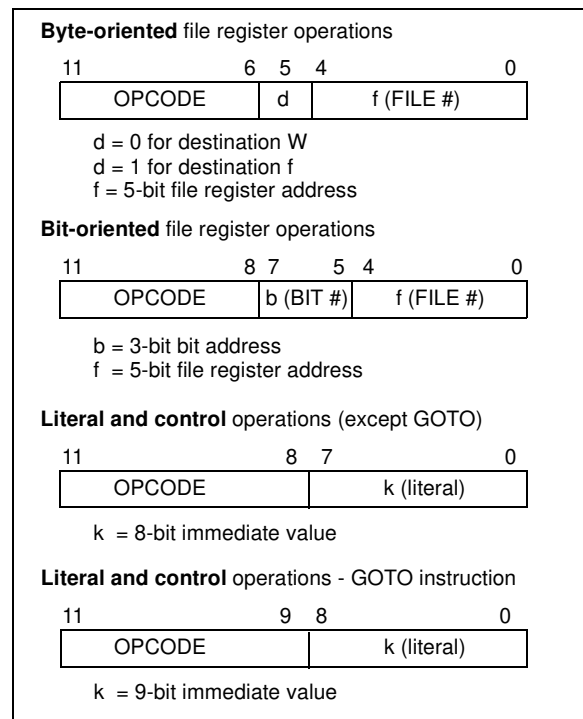 Byte-oriented file register operations
11 6 5 4 0
OPCODE d f (FILE #)
d = 0 for destination W
d = 1 for destination f
f = 5-bit file register address
Bit-oriented file register operations
11 8 7 5 4 0
OPCODE b (BIT #) f (FILE #)
b = 3-bit bit address
f = 5-bit file register address
Literal and control operations (except GOTO)
11 8 7 0
OPCODE k (literal)
k = 8-bit immediate value
Literal and control operations - GOTO instruction
11 9 8 0
OPCODE k (literal)
k = 9-bit immediate value